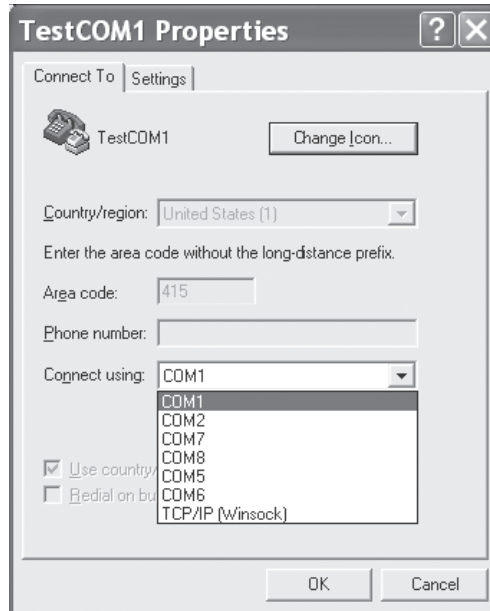 TestCOM1 Properties
Connect To Settings
TestCOM1 Change Icon...
Country/region: United States (1)
Enter the area code without the long-distance prefix.
Area code: 415
Phone number:
Connect using: COM1
COM1
COM2
COM7
COM8
Use country/ COM5
Redial on bu COM6
TCP/IP (Winsock)
OK Cancel